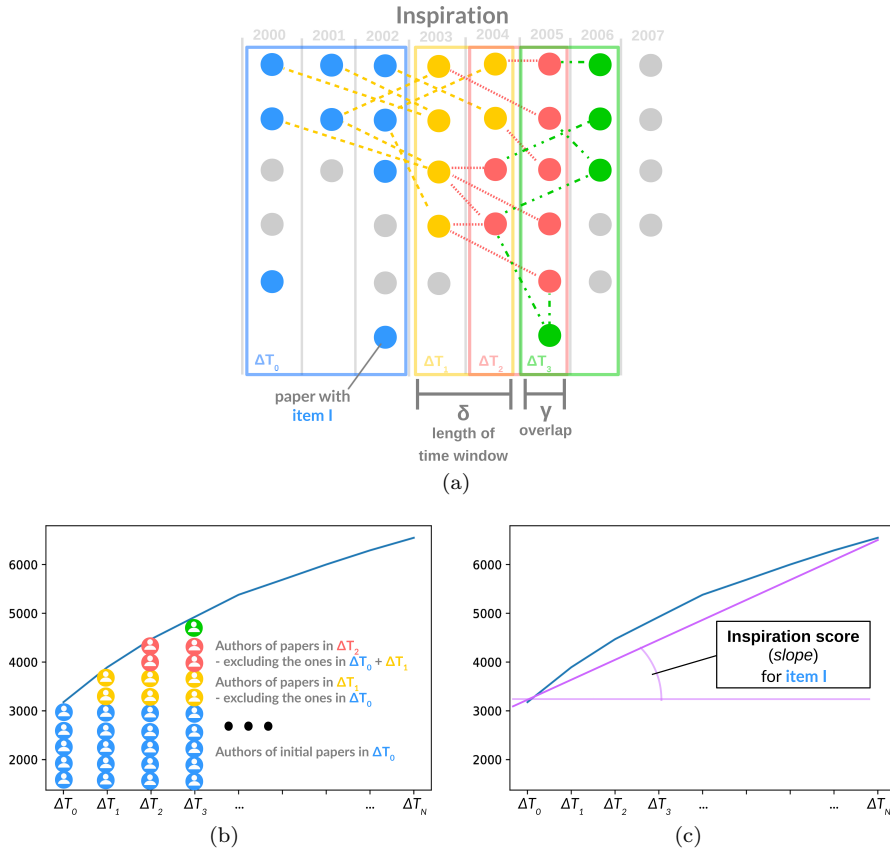 Inspiration
2000 2001 2002 2003 2004 2005 2006 2007
ΔT0 ΔT1 ΔT2 ΔT3
paper with
item I
δ
length of
time window
γ
overlap
(a)
6000
5000
4000
3000
2000
Authors of papers in ΔT2
- excluding the ones in ΔT0 + ΔT1
Authors of papers in ΔT1
- excluding the ones in ΔT0
Authors of initial papers in ΔT0
ΔT0 ΔT1 ΔT2 ΔT3 ... ... ΔTN
(b)
6000
5000
4000
3000
2000
Inspiration score
(slope)
for item I
ΔT0 ΔT1 ΔT2 ΔT3 ... ... ΔTN
(c)